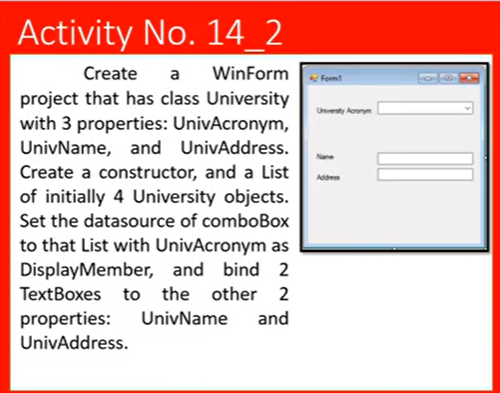 Activity No. 14_2
Create a WinForm
project that has class University
with 3 properties: UnivAcronym,
UnivName, and UnivAddress.
Create a constructor, and a List
of initially 4 University objects.
Set the datasource of comboBox
to that List with UnivAcronym as
DisplayMember, and bind 2
TextBoxes to the other 2
properties: UnivName and
UnivAddress.
Form1
University Acronym
Name
Address